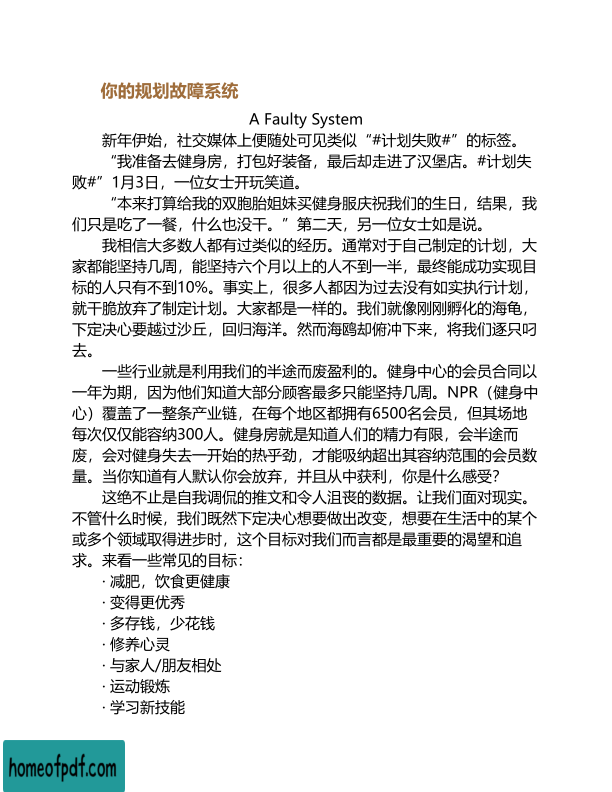 你的规划故障系统
A Faulty System
新年伊始，社交媒体上便随处可见类似“#计划失败#”的标签。
“我准备去健身房，打包好装备，最后却走进了汉堡店。#计划失
败#”1月3日，一位女士开玩笑道。
“本来打算给我的双胞胎姐妹买健身服庆祝我们的生日，结果，我
们只是吃了一餐，什么也没干。”第二天，另一位女士如是说。
我相信大多数人都有过类似的经历。通常对于自己制定的计划，大
家都能坚持几周，能坚持六个月以上的人不到一半，最终能成功实现目
标的人只有不到10%。事实上，很多人都因为过去没有如实执行计划，
就干脆放弃了制定计划。大家都是一样的。我们就像刚刚孵化的海龟，
下定决心要越过沙丘，回归海洋。然而海鸥却俯冲下来，将我们逐只叼
去。
一些行业就是利用我们的半途而废盈利的。健身中心的会员合同以
一年为期，因为他们知道大部分顾客最多只能坚持几周。NPR（健身中
心）覆盖了一整条产业链，在每个地区都拥有6500名会员，但其场地
每次仅仅能容纳300人。健身房就是知道人们的精力有限，会半途而
废，会对健身失去一开始的热乎劲，才能吸纳超出其容纳范围的会员数
量。当你知道有人默认你会放弃，并且从中获利，你是什么感受？
这绝不止是自我调侃的推文和令人沮丧的数据。让我们面对现实。
不管什么时候，我们既然下定决心想要做出改变，想要在生活中的某个
或多个领域取得进步时，这个目标对我们而言都是最重要的渴望和追
求。来看一些常见的目标：
· 减肥，饮食更健康
· 变得更优秀
· 多存钱，少花钱
· 修养心灵
· 与家人/朋友相处
· 运动锻炼
· 学习新技能
homeofpdf.com